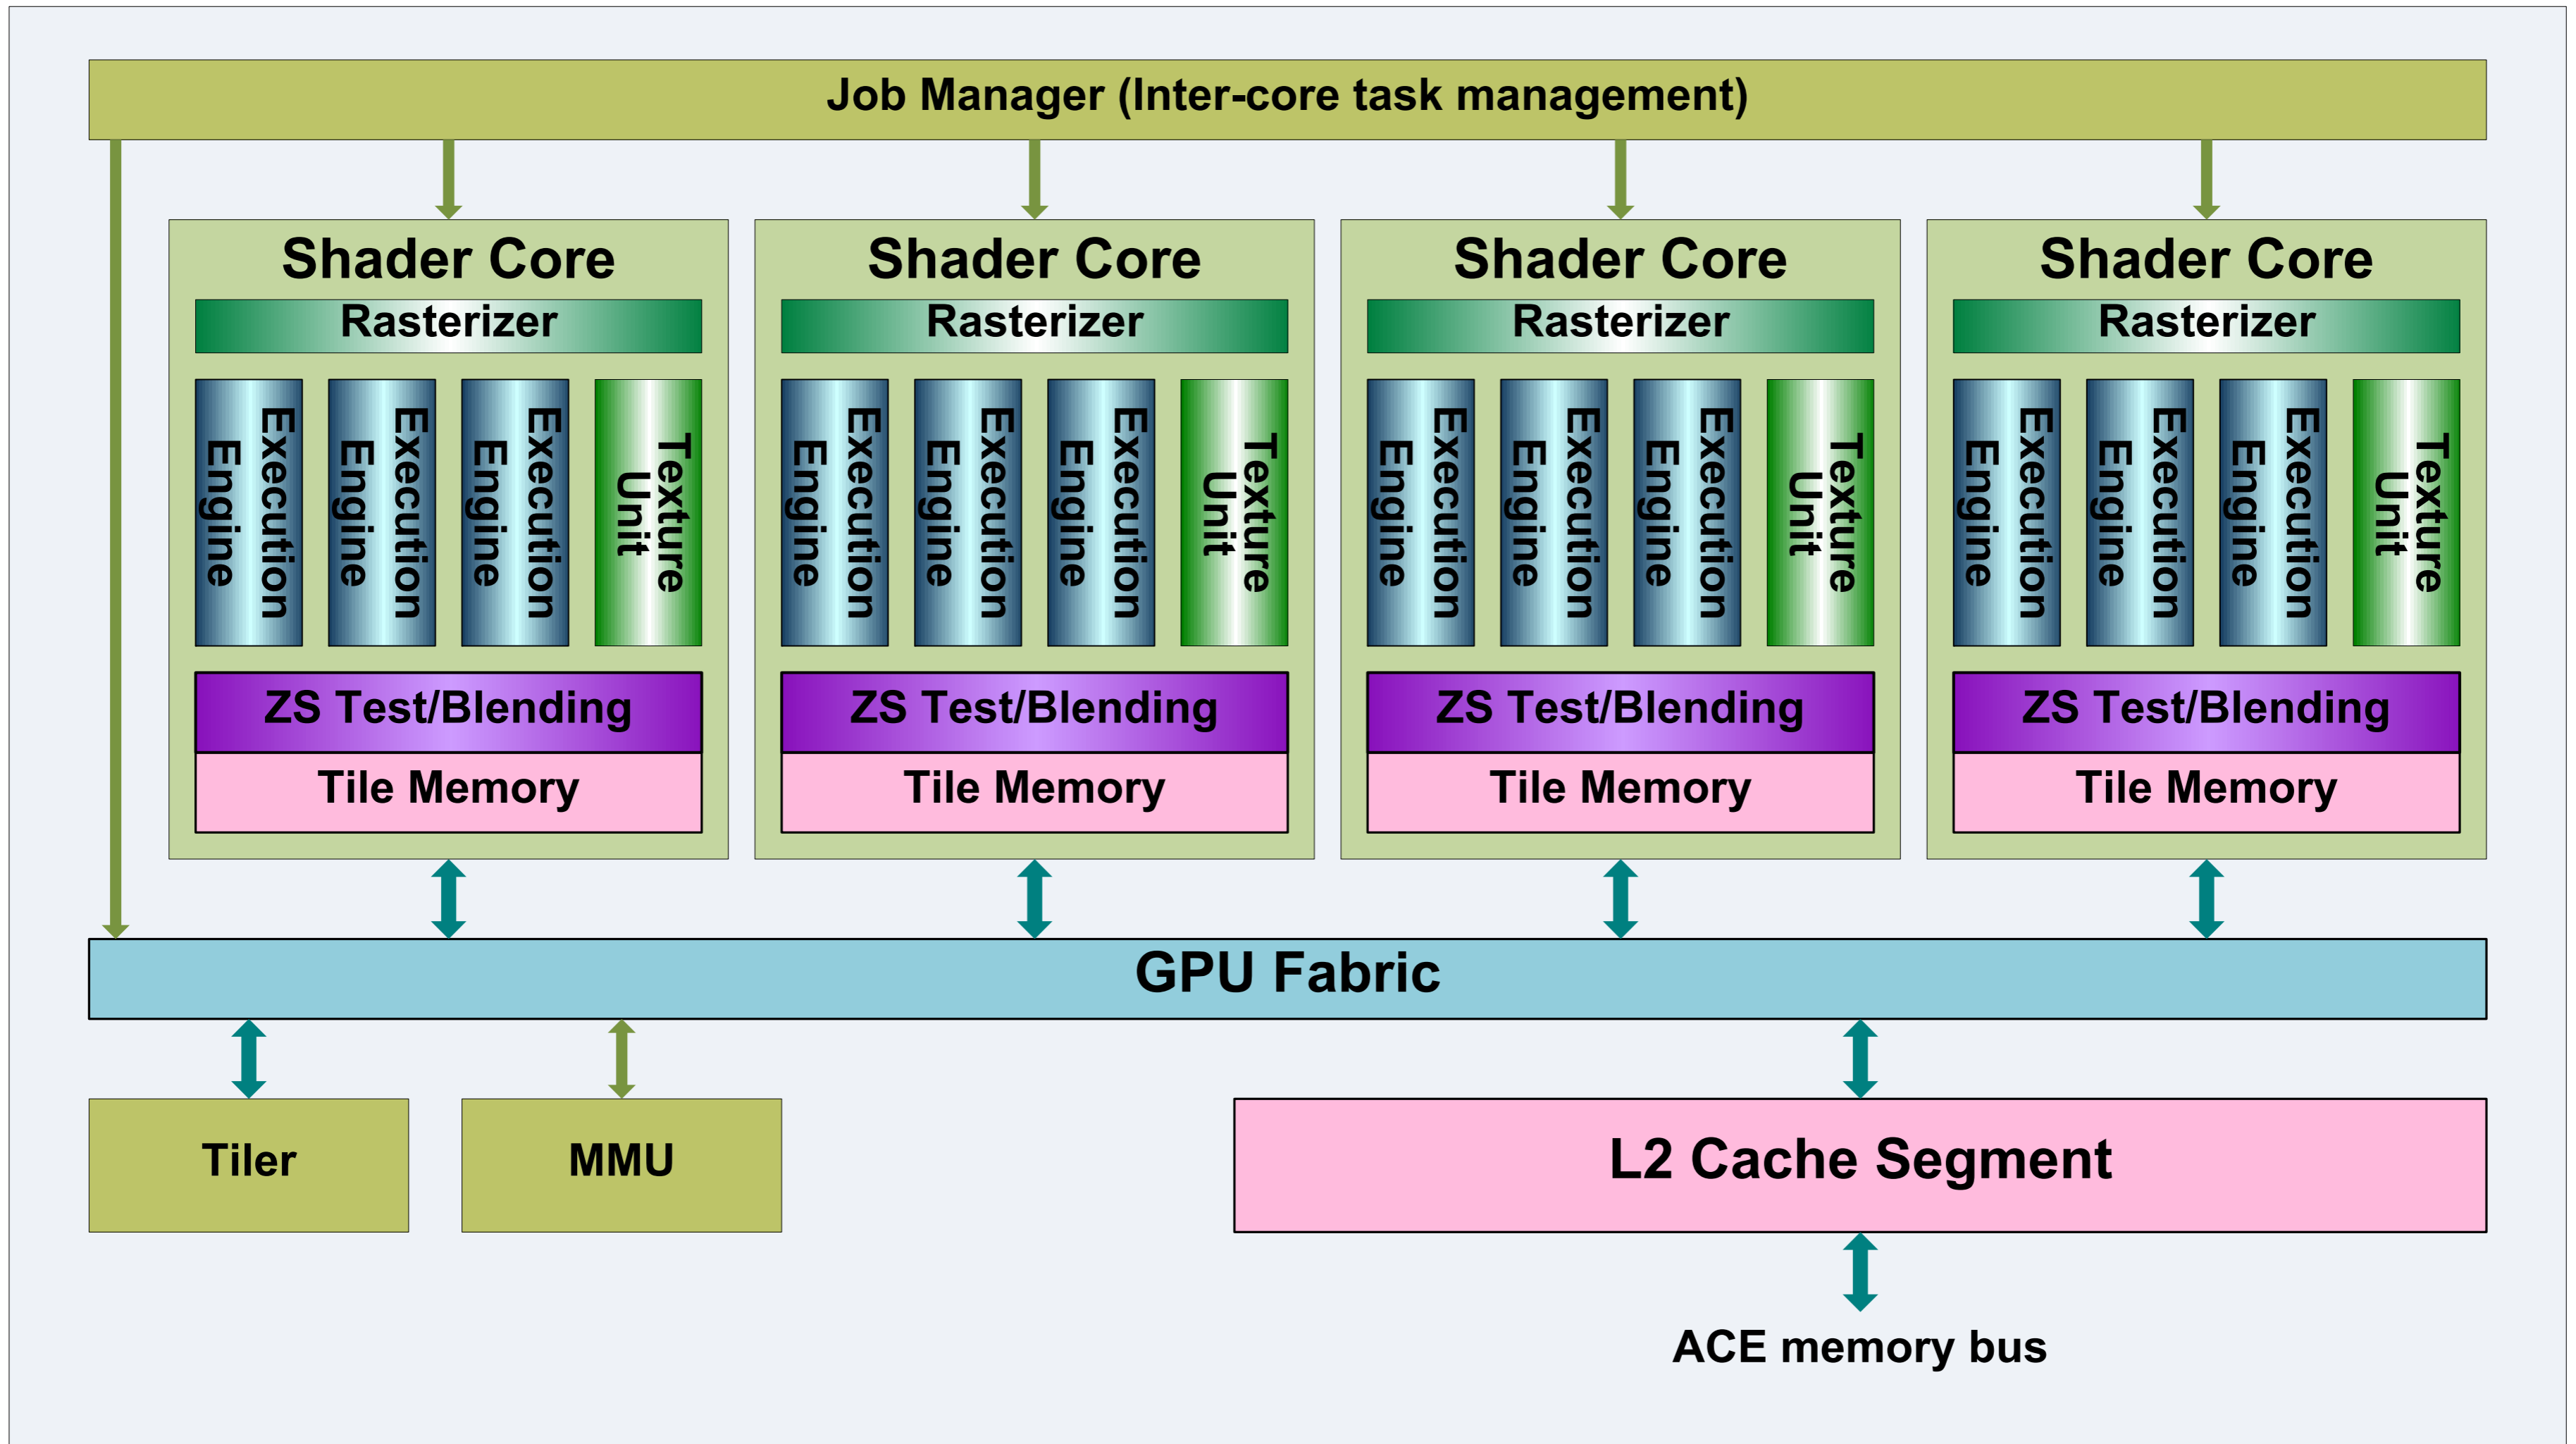 Job Manager (Inter-core task management)
Shader Core
Rasterizer
Execution
Engine
Execution
Engine
Execution
Engine
Texture
Unit
ZS Test/Blending
Tile Memory
Shader Core
Rasterizer
Execution
Engine
Execution
Engine
Execution
Engine
Texture
Unit
ZS Test/Blending
Tile Memory
Shader Core
Rasterizer
Execution
Engine
Execution
Engine
Execution
Engine
Texture
Unit
ZS Test/Blending
Tile Memory
Shader Core
Rasterizer
Execution
Engine
Execution
Engine
Execution
Engine
Texture
Unit
ZS Test/Blending
Tile Memory
GPU Fabric
Tiler
MMU
L2 Cache Segment
ACE memory bus